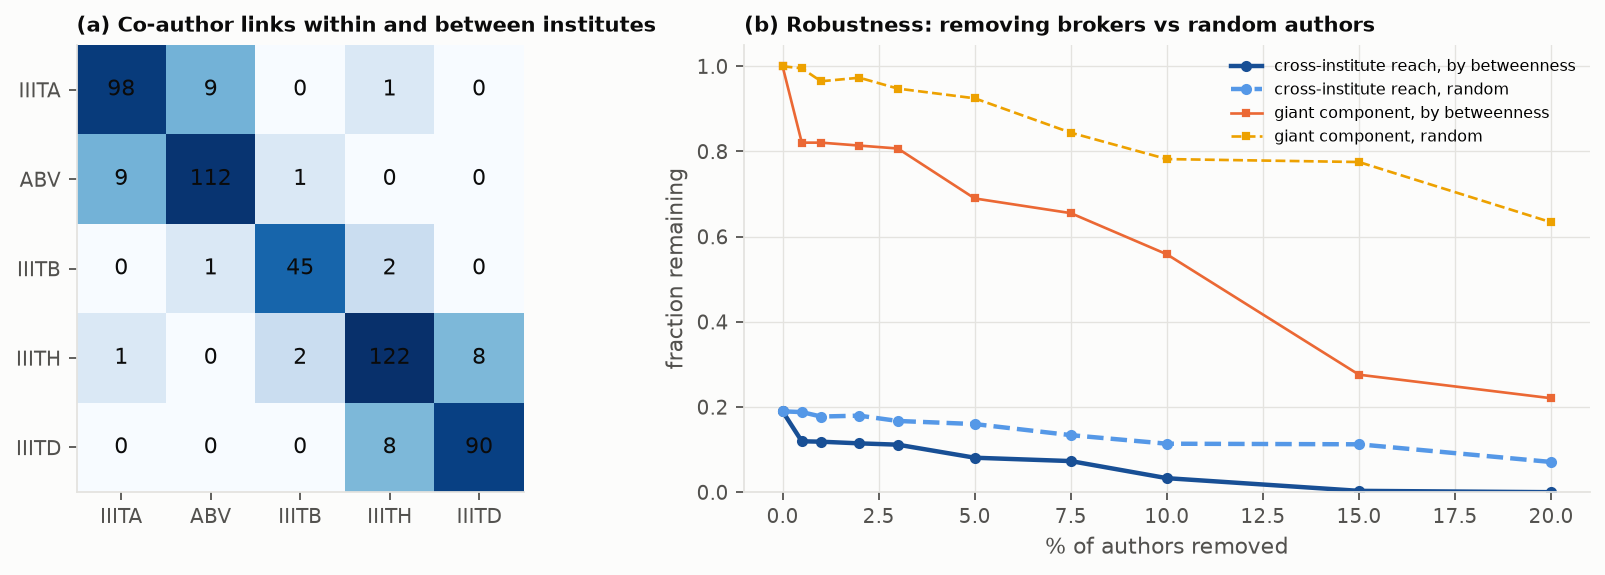 (a) Co-author links within and between institutes
IIITA 98 9 0 1 0
ABV 9 112 1 0 0
IIITB 0 1 45 2 0
IIITH 1 0 2 122 8
IIITD 0 0 0 8 90
IIITA ABV IIITB IIITH IIITD
(b) Robustness: removing brokers vs random authors
cross-institute reach, by betweenness
cross-institute reach, random
giant component, by betweenness
giant component, random
fraction remaining
1.0
0.8
0.6
0.4
0.2
0.0
0.0 2.5 5.0 7.5 10.0 12.5 15.0 17.5 20.0
% of authors removed